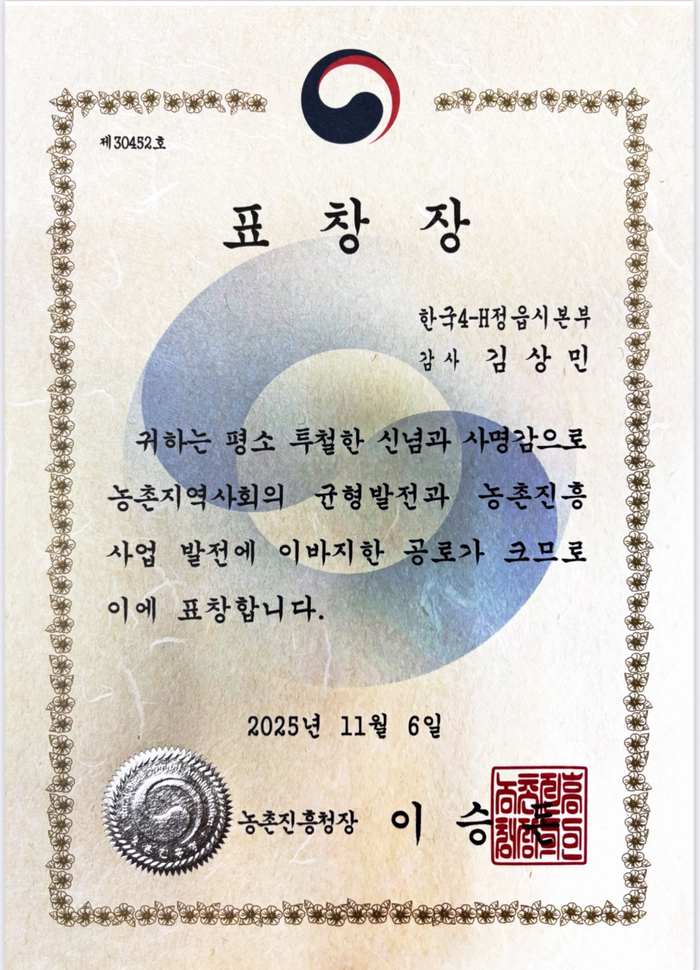 제30452호
표 창 장
한국4-H정읍시본부
감 사 김 상 민
귀하는 평소 투철한 신념과 사명감으로
농촌지역사회의 균형발전과 농촌진흥
사업 발전에 이바지한 공로가 크므로
이에 표창합니다.
2025년 11월 6일
농촌진흥청장 이 승 돈